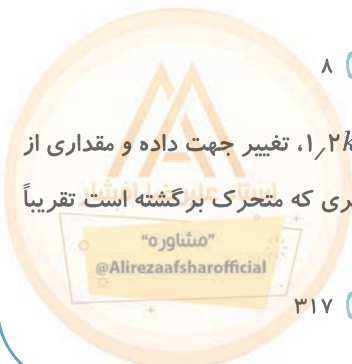 ۸
۱٫۲k، تغییر جهت داده و مقداری از
ری که متحرک برگشته است تقریباً
"مشاوره"
@Alirezaafsharofficial
۳۱۷